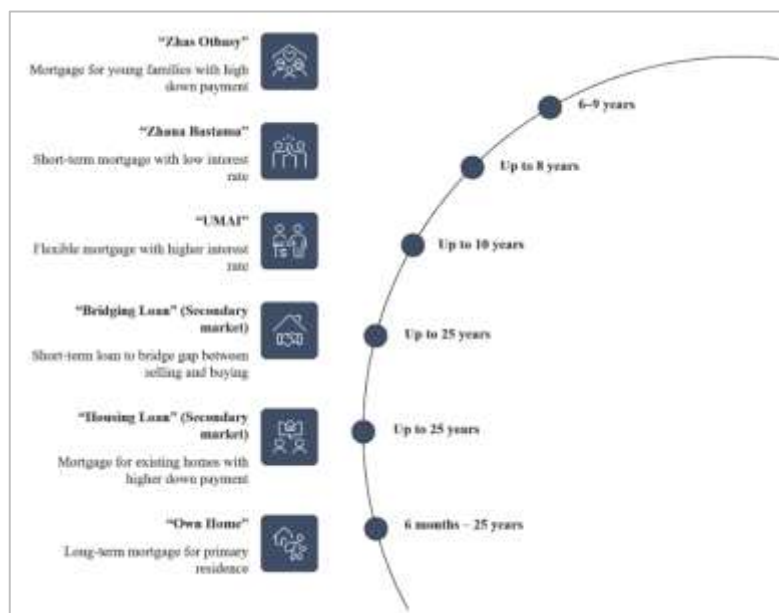 “Zhas Otbasy”
Mortgage for young families with high
down payment
6–9 years
“Zhana Bastama”
Short-term mortgage with low interest
rate
Up to 8 years
“UMAI”
Flexible mortgage with higher interest
rate
Up to 10 years
“Bridging Loan” (Secondary
market)
Short-term loan to bridge gap between
selling and buying
Up to 25 years
“Housing Loan” (Secondary
market)
Mortgage for existing homes with
higher down payment
Up to 25 years
“Own Home”
Long-term mortgage for primary
residence
6 months – 25 years